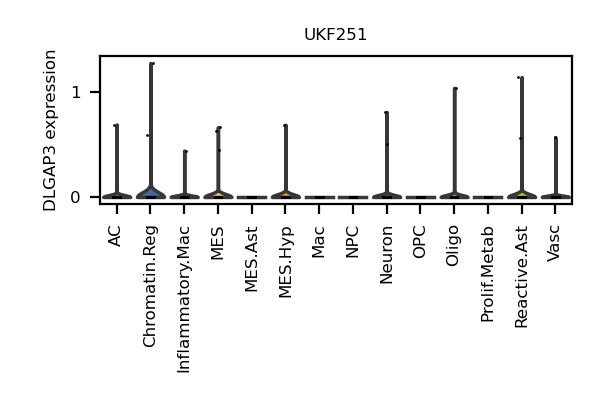 UKF251
DLGAP3 expression
1
0
AC
Chromatin.Reg
Inflammatory.Mac
MES
MES.Ast
MES.Hyp
Mac
NPC
Neuron
OPC
Oligo
Prolif.Metab
Reactive.Ast
Vasc